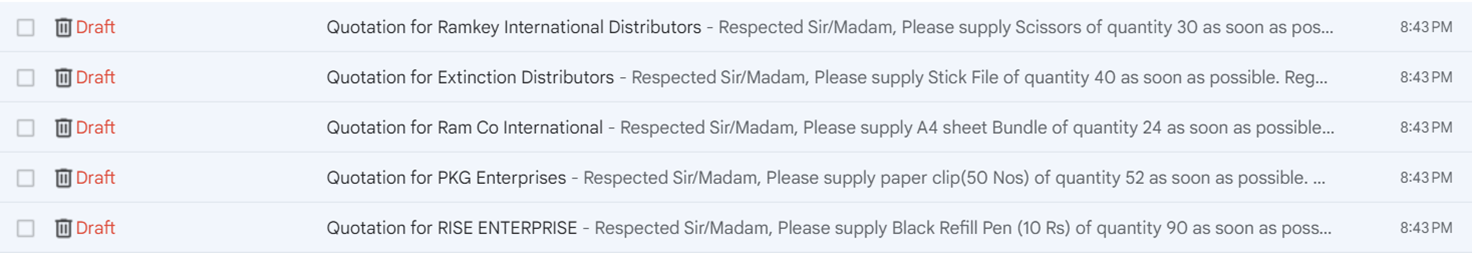 Draft Quotation for Ramkey International Distributors - Respected Sir/Madam, Please supply Scissors of quantity 30 as soon as pos... 8:43 PM
Draft Quotation for Extinction Distributors - Respected Sir/Madam, Please supply Stick File of quantity 40 as soon as possible. Reg... 8:43 PM
Draft Quotation for Ram Co International - Respected Sir/Madam, Please supply A4 sheet Bundle of quantity 24 as soon as possible... 8:43 PM
Draft Quotation for PKG Enterprises - Respected Sir/Madam, Please supply paper clip(50 Nos) of quantity 52 as soon as possible. ... 8:43 PM
Draft Quotation for RISE ENTERPRISE - Respected Sir/Madam, Please supply Black Refill Pen (10 Rs) of quantity 90 as soon as poss... 8:43 PM